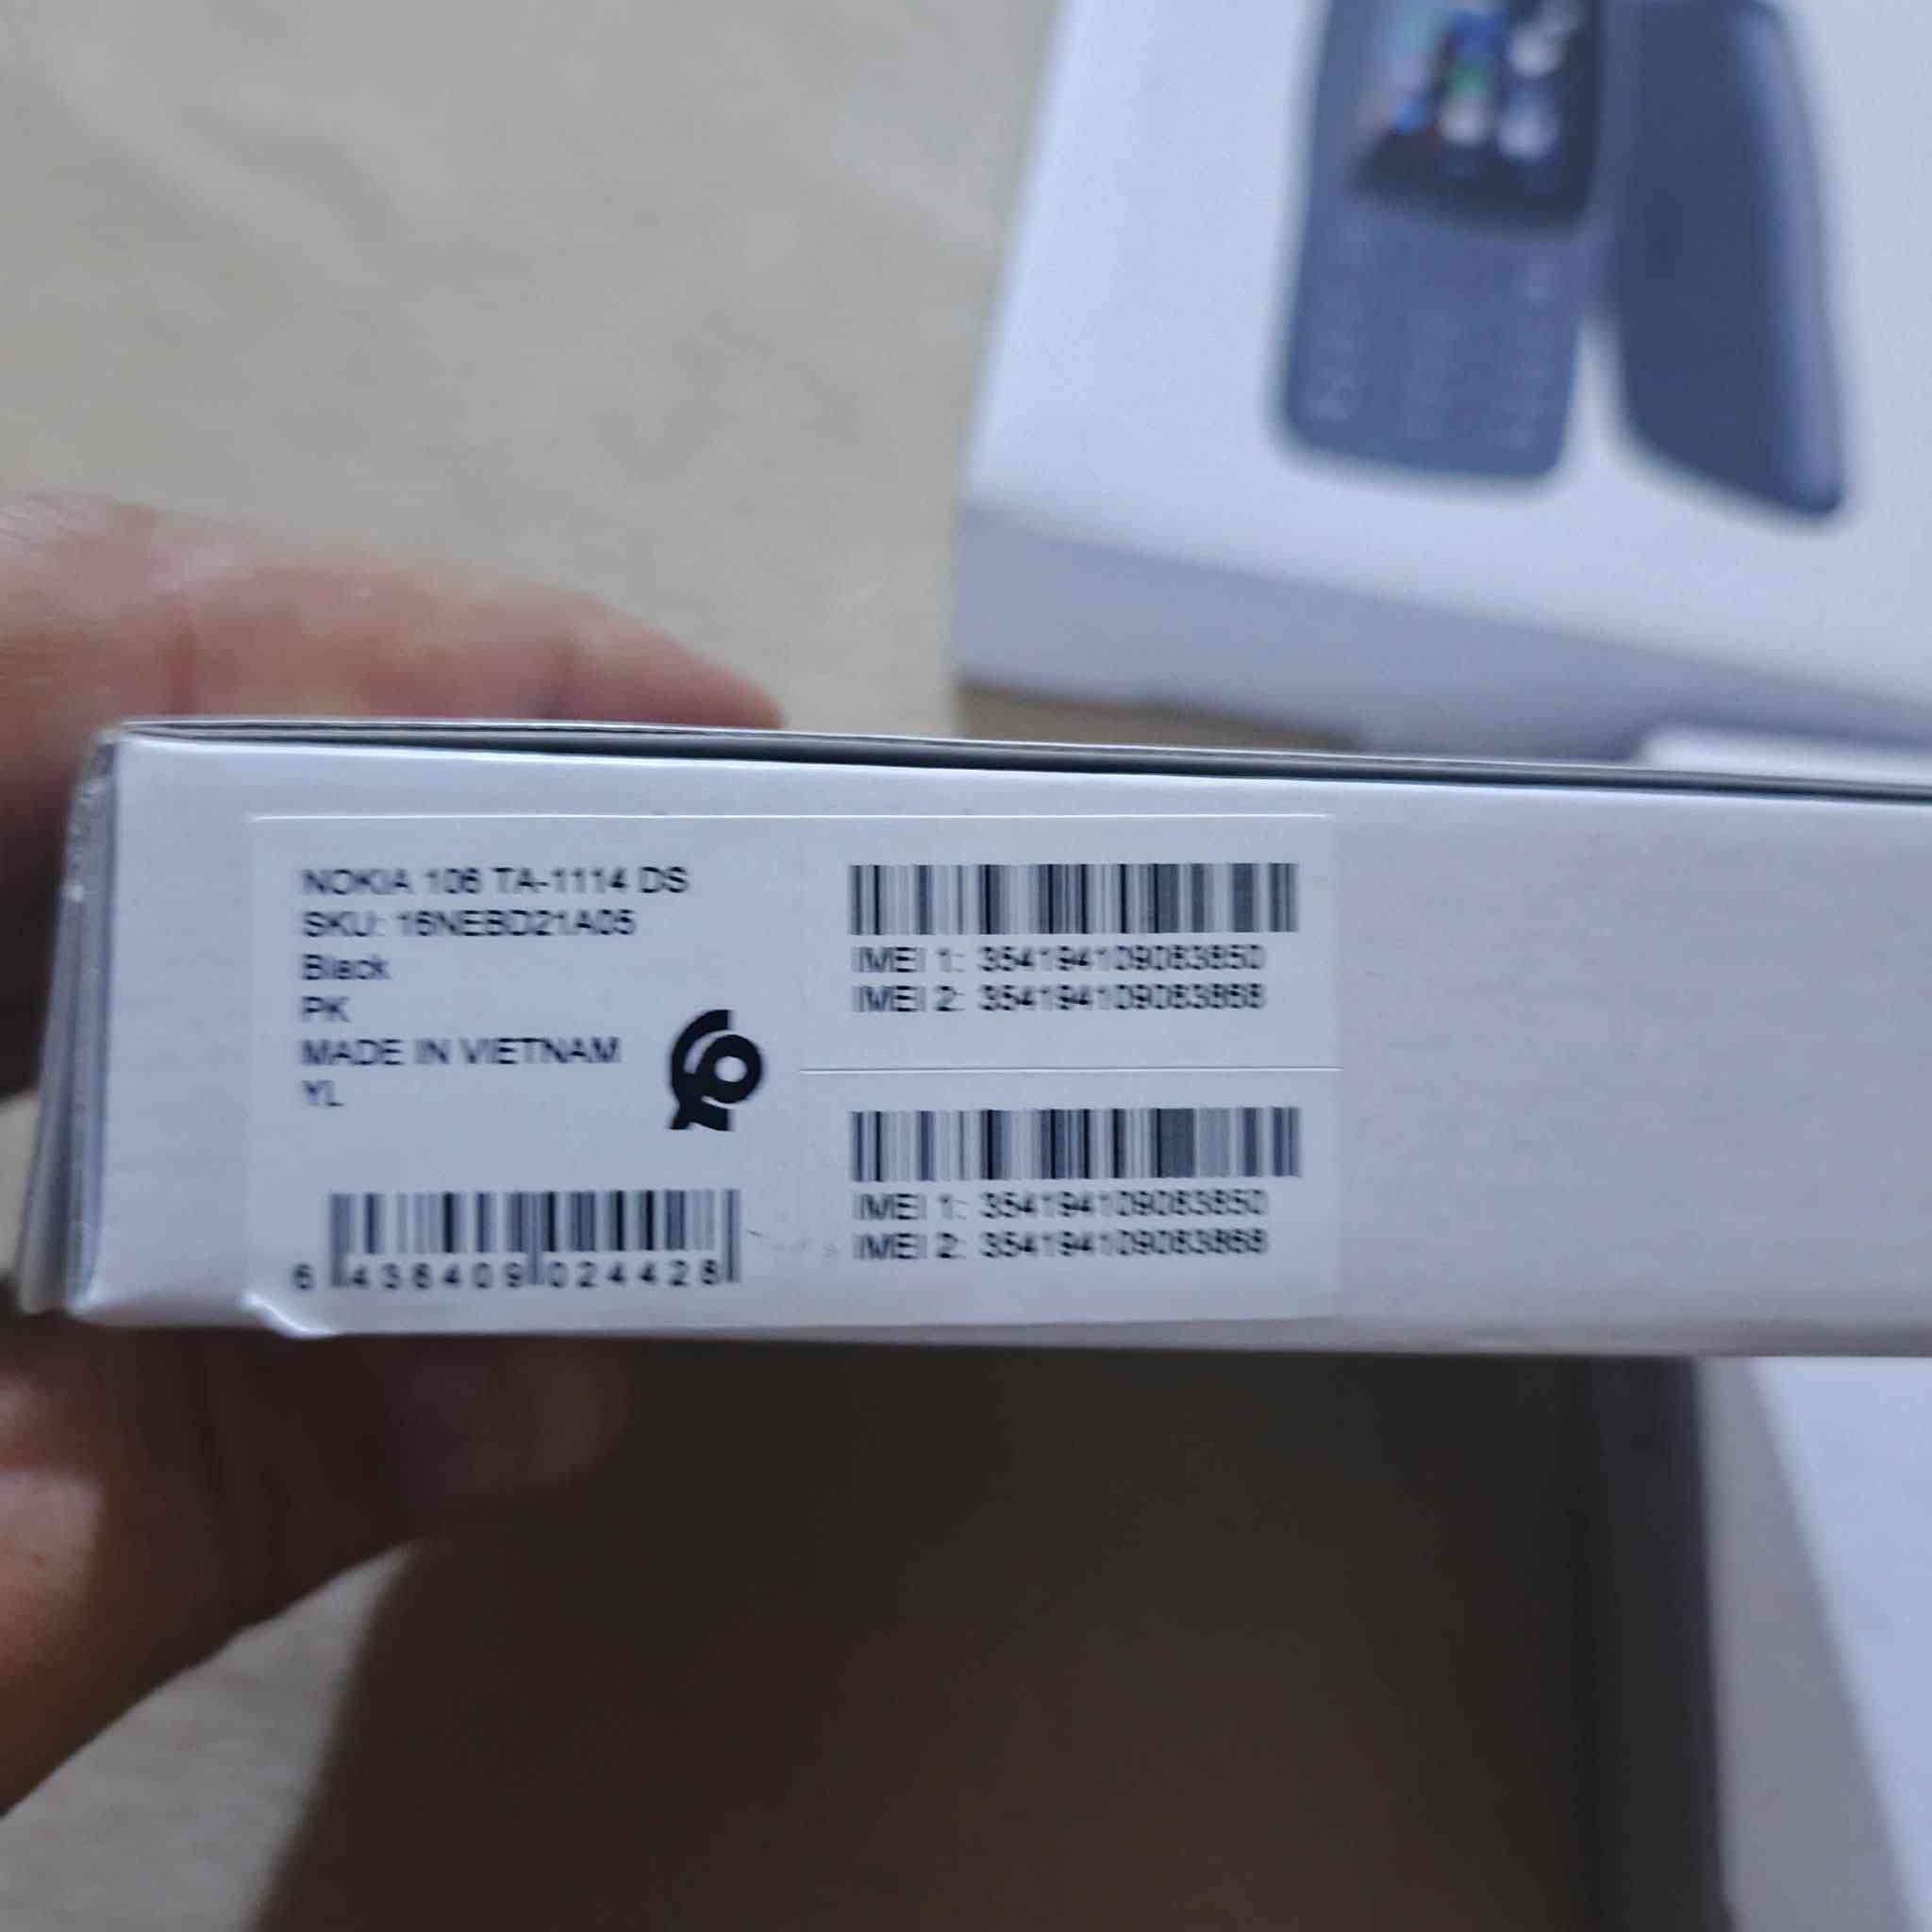 NOKIA 106 TA-1114 DS
SKU: 16NEBD21A05
Black
PK
MADE IN VIETNAM
YL
6 438409 024428
IMEI 1: 354194109083850
IMEI 2: 354194109083868
IMEI 1: 354194109083850
IMEI 2: 354194109083868